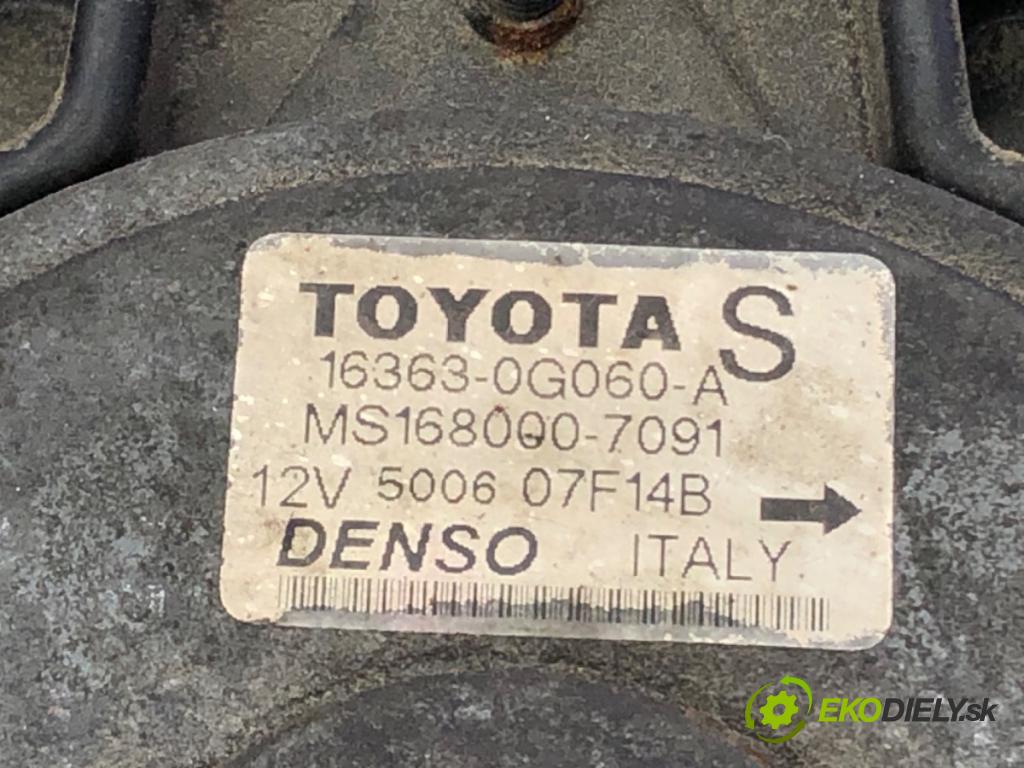 TOYOTA S
16363-0G060-A
MS168000-7091
12V 5006 07F14B
DENSO ITALY
EKODIELY.sk